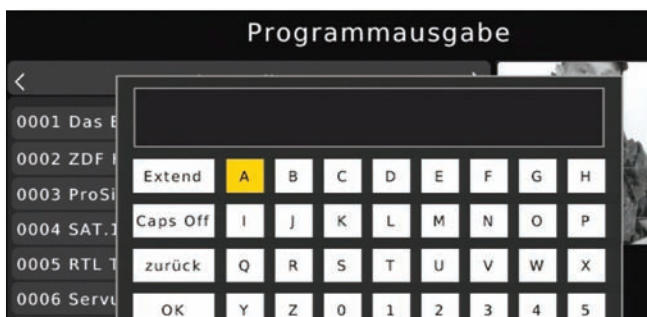 Programmausgabe
<
0001 Das
0002 ZDF
0003 ProSi
0004 SAT.1
0005 RTL
0006 Servu
Extend A B C D E F G H
Caps Off I J K L M N O P
zurück Q R S T U V W X
OK Y Z 0 1 2 3 4 5